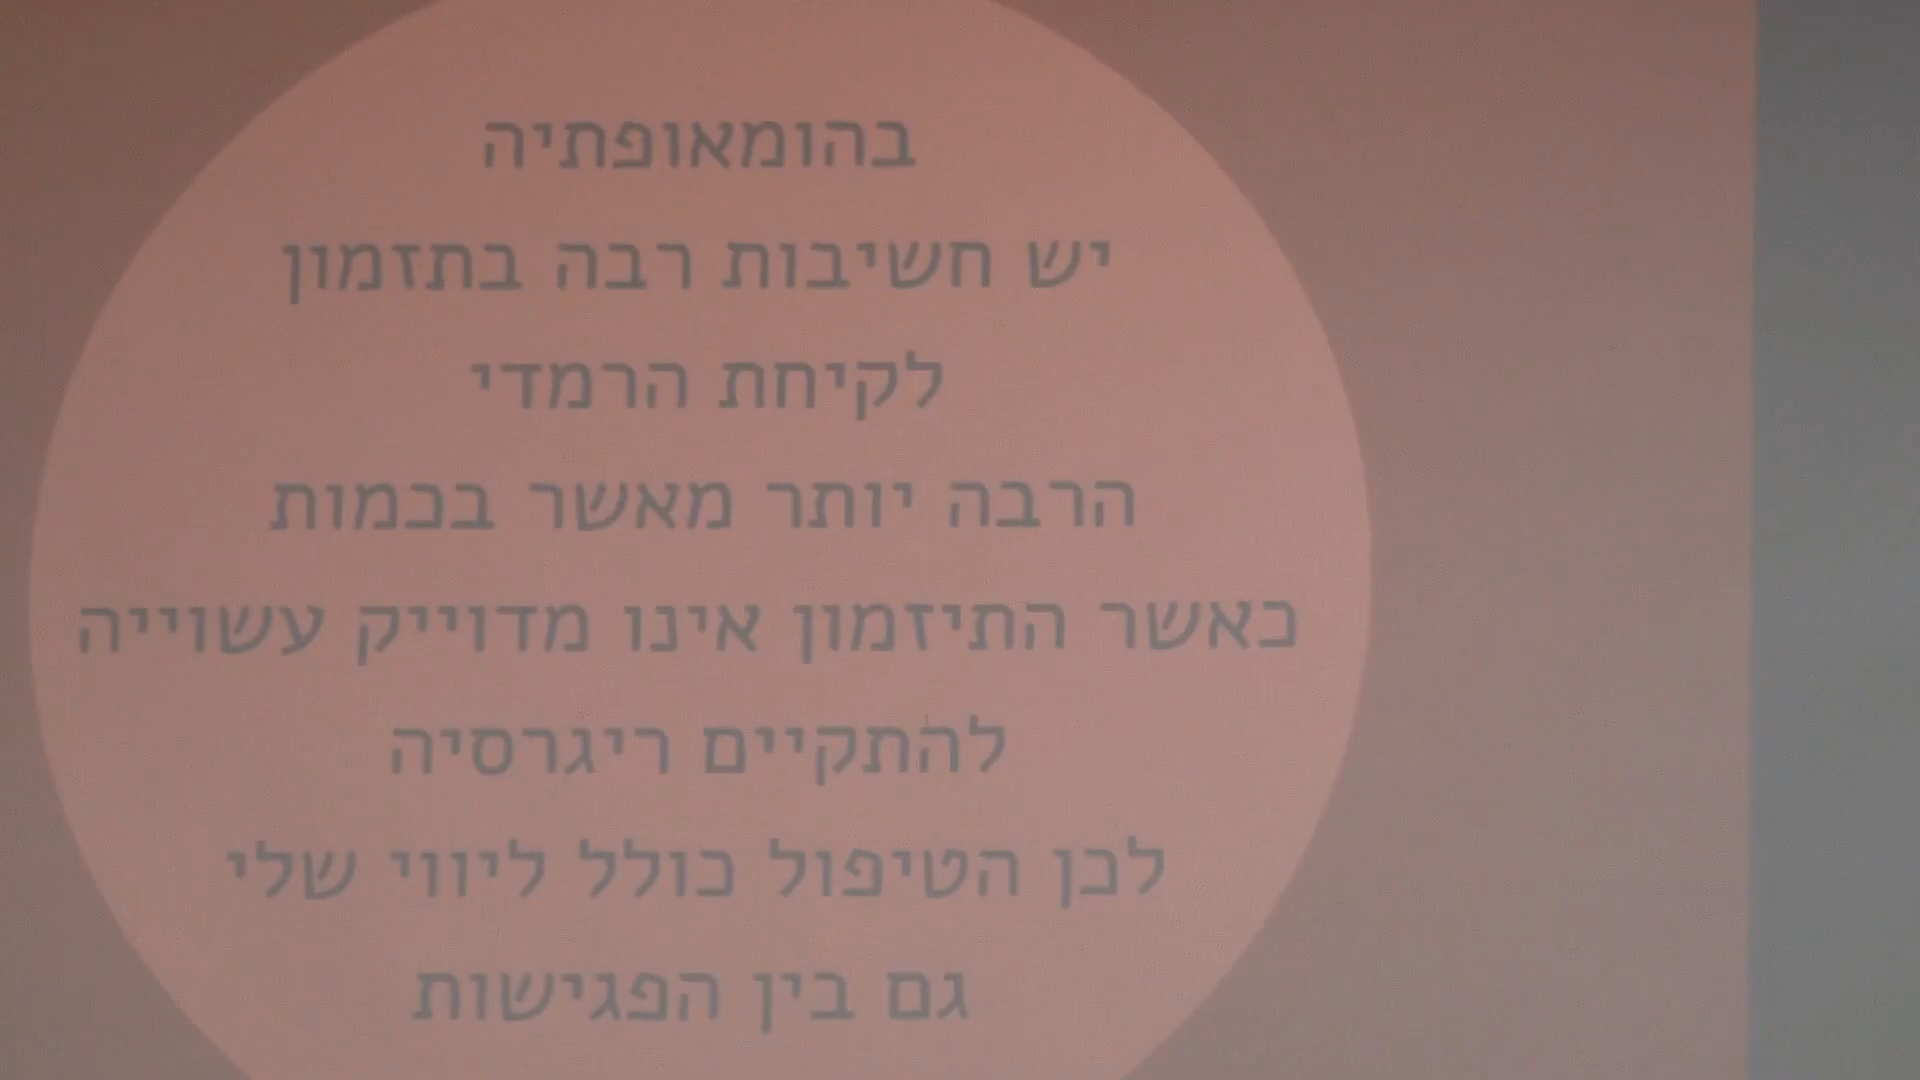 בהומאופתיה
יש חשיבות רבה בתזמון
לקיחת הרמדי
הרבה יותר מאשר בכמות
כאשר התיזמון אינו מדוייק עשוייה
להתקיים ריגרסיה
לכן הטיפול כולל ליווי שלי
גם בין הפגישות